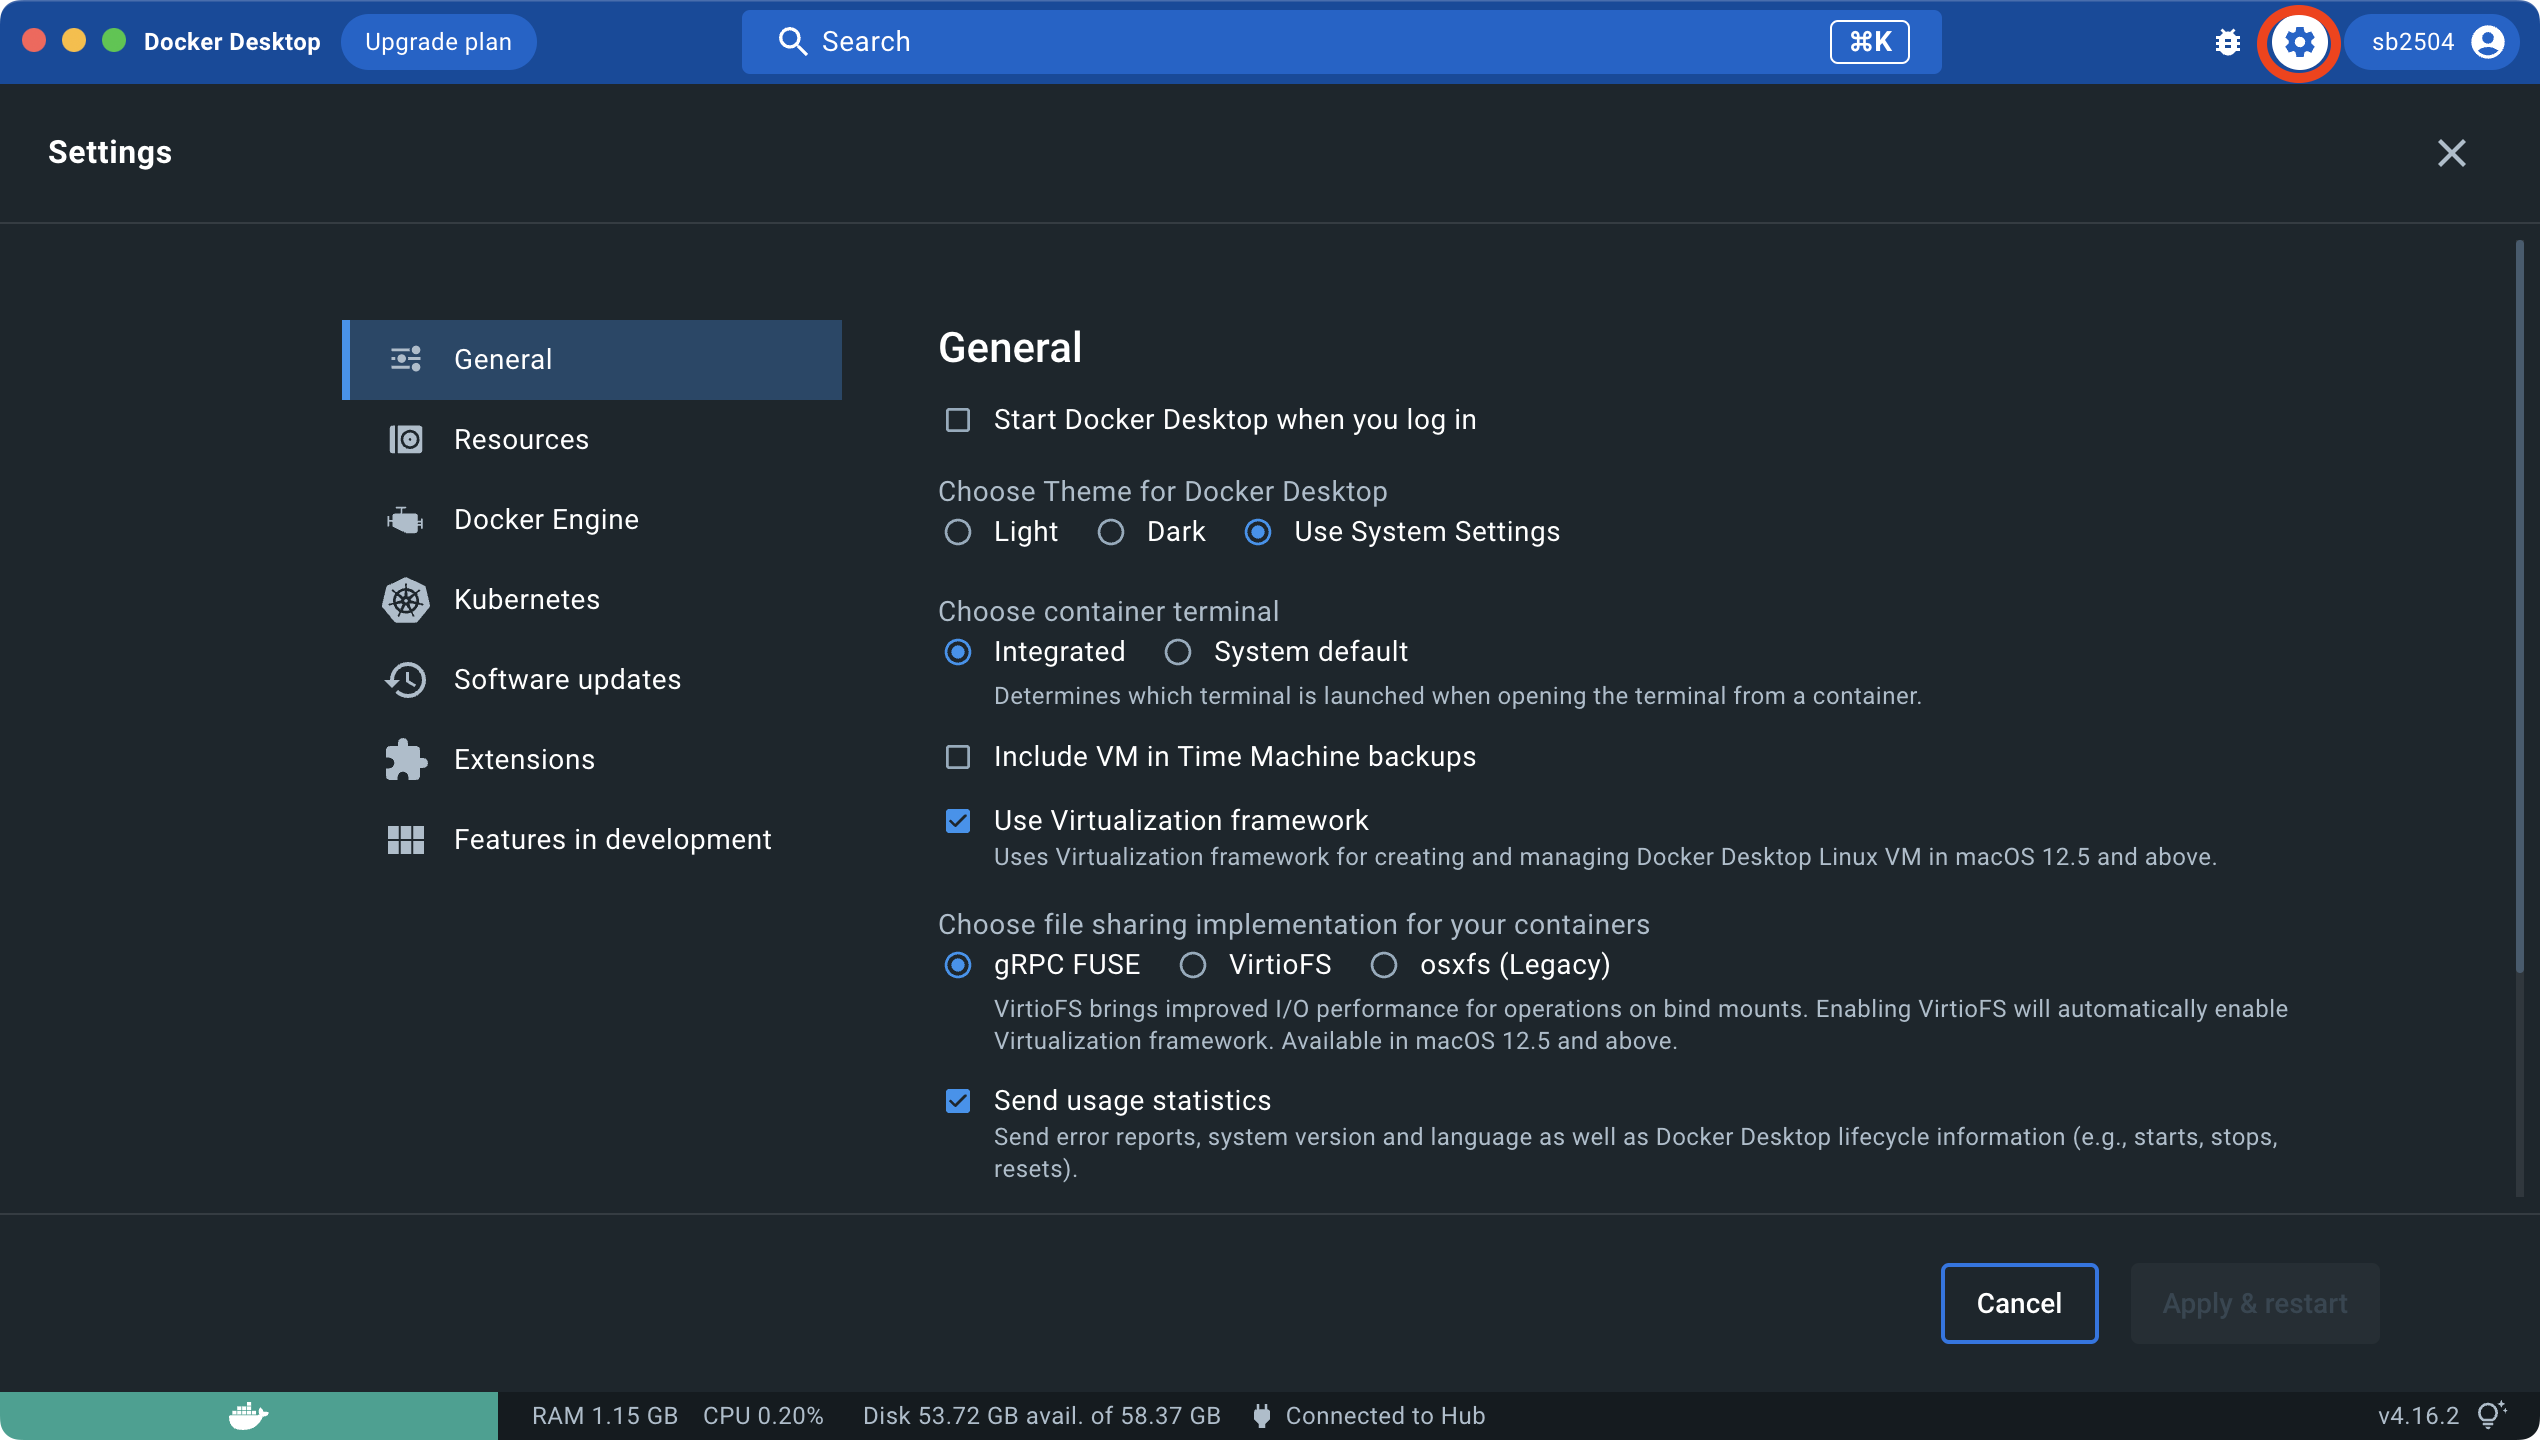 Docker Desktop
Upgrade plan
Search
⌘K
sb2504
Settings
General
Resources
Docker Engine
Kubernetes
Software updates
Extensions
Features in development
General
Start Docker Desktop when you log in
Choose Theme for Docker Desktop
Light Dark Use System Settings
Choose container terminal
Integrated System default
Determines which terminal is launched when opening the terminal from a container.
Include VM in Time Machine backups
Use Virtualization framework
Uses Virtualization framework for creating and managing Docker Desktop Linux VM in macOS 12.5 and above.
Choose file sharing implementation for your containers
gRPC FUSE VirtioFS osxfs (Legacy)
VirtioFS brings improved I/O performance for operations on bind mounts. Enabling VirtioFS will automatically enable
Virtualization framework. Available in macOS 12.5 and above.
Send usage statistics
Send error reports, system version and language as well as Docker Desktop lifecycle information (e.g., starts, stops,
resets).
Cancel
Apply & restart
RAM 1.15 GB CPU 0.20% Disk 53.72 GB avail. of 58.37 GB Connected to Hub
v4.16.2